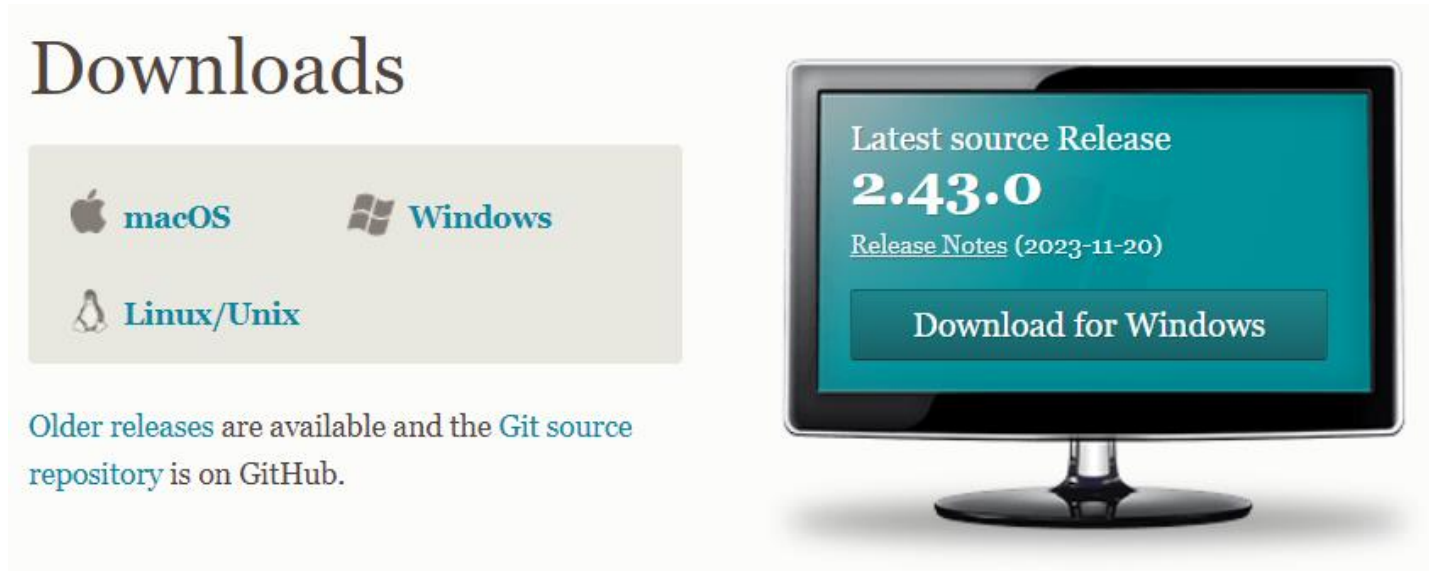 Downloads
macOS
Windows
Linux/Unix
Older releases are available and the Git source
repository is on GitHub.
Latest source Release
2.43.0
Release Notes (2023-11-20)
Download for Windows